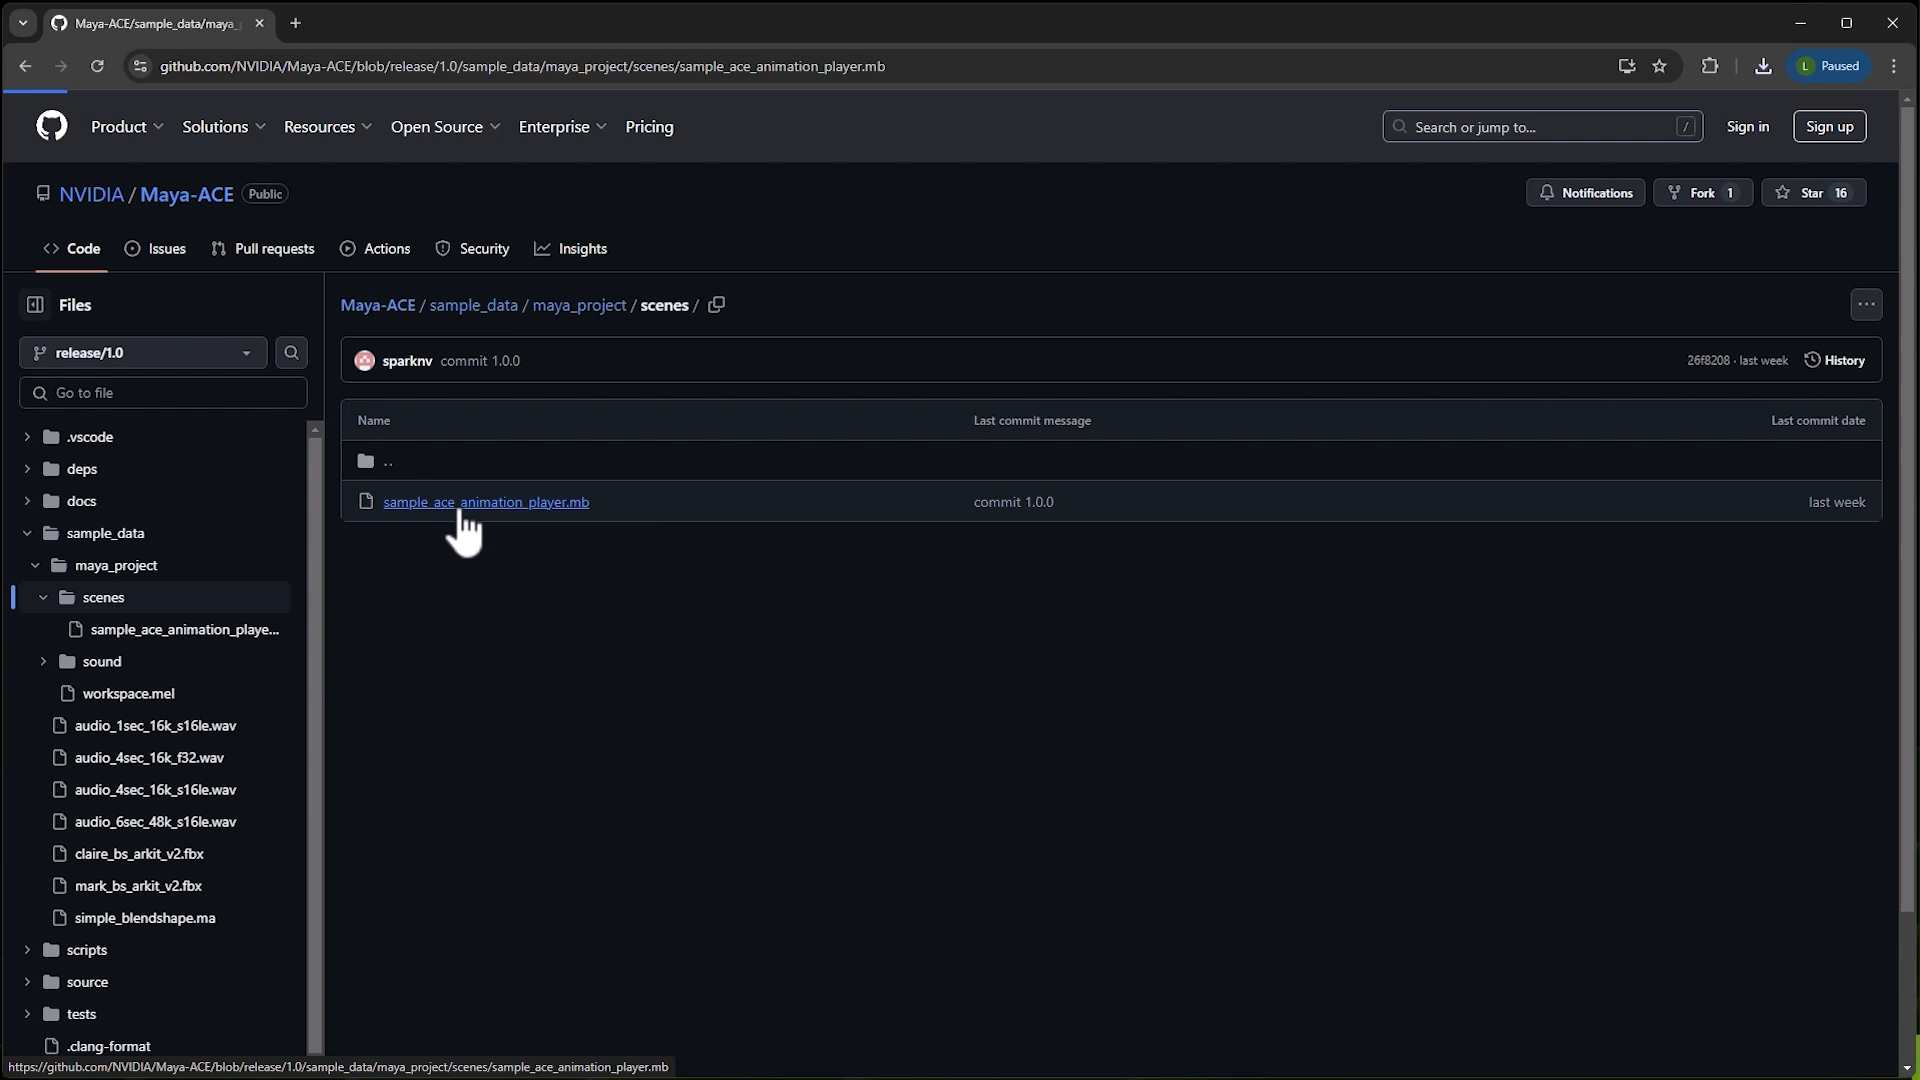 Maya-ACE/sample_data/maya_
github.com/NVIDIA/Maya-ACE/blob/release/1.0/sample_data/maya_project/scenes/sample_ace_animation_player.mb
L Paused
Product Solutions Resources Open Source Enterprise Pricing
Search or jump to... /
Sign in
Sign up
NVIDIA / Maya-ACE Public
Notifications
Fork 1
Star 16
Code Issues Pull requests Actions Security Insights
Files
release/1.0
Go to file
.vscode
deps
docs
sample_data
maya_project
scenes
sample_ace_animation_playe...
sound
workspace.mel
audio_1sec_16k_s16le.wav
audio_4sec_16k_f32.wav
audio_4sec_16k_s16le.wav
audio_6sec_48k_s16le.wav
claire_bs_arkit_v2.fbx
mark_bs_arkit_v2.fbx
simple_blendshape.ma
scripts
source
tests
.clang-format
Maya-ACE / sample_data / maya_project / scenes /
sparknv commit 1.0.0
26f8208 · last week
History
Name Last commit message Last commit date
..
sample_ace_animation_player.mb commit 1.0.0 last week
https://github.com/NVIDIA/Maya-ACE/blob/release/1.0/sample_data/maya_project/scenes/sample_ace_animation_player.mb